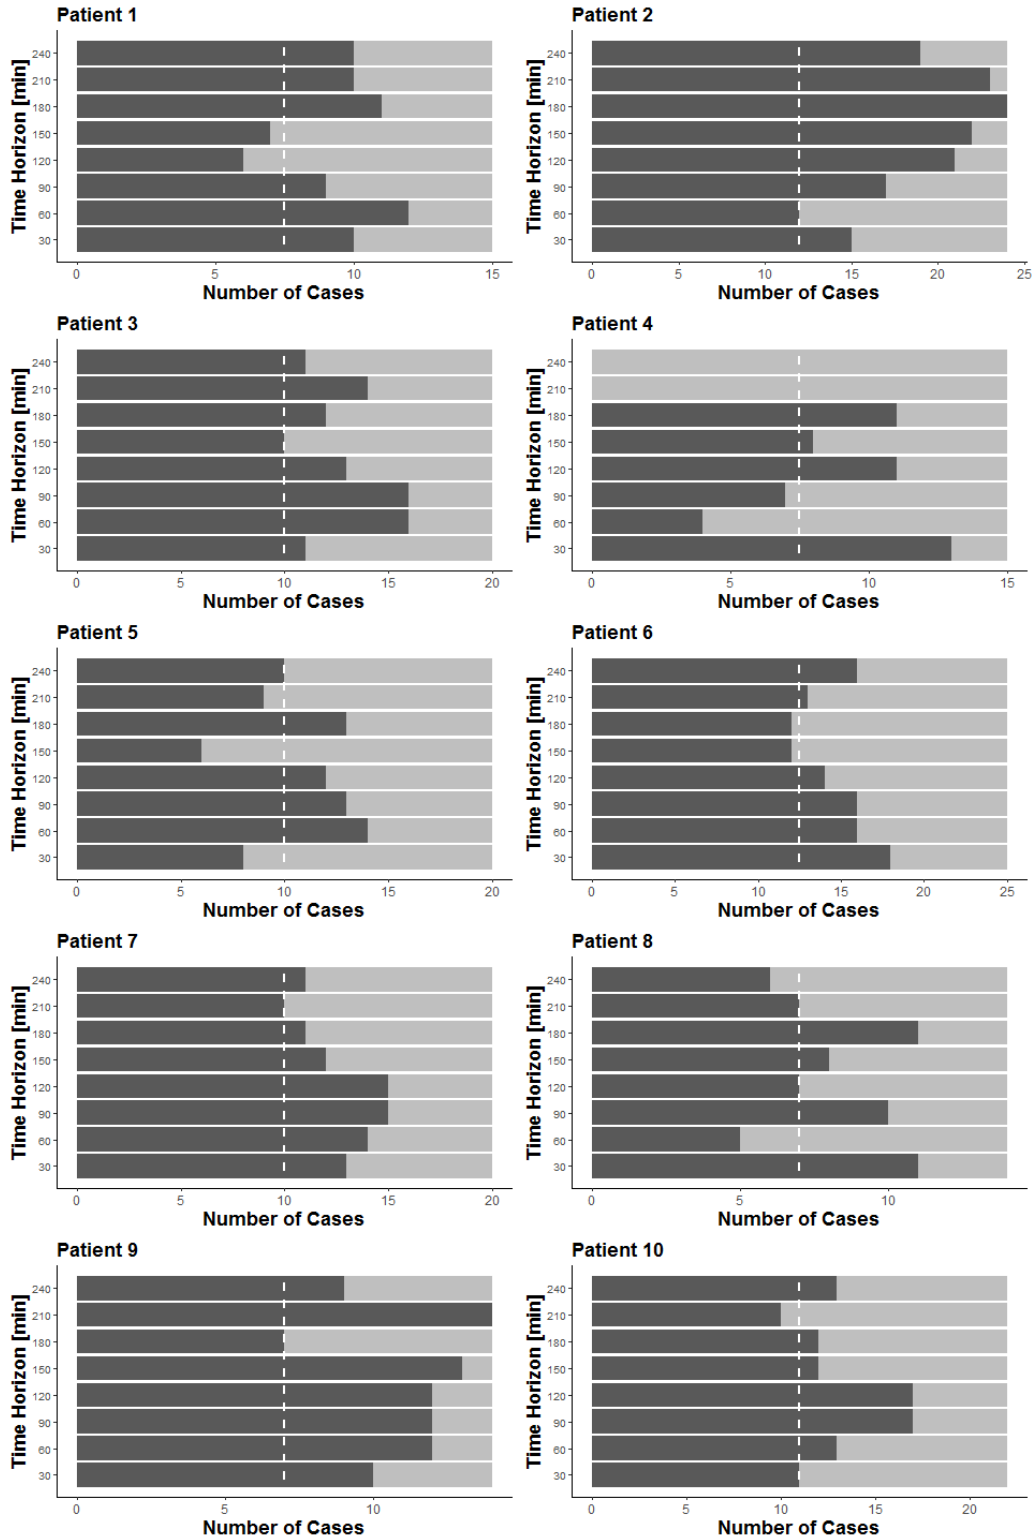 Patient 1
Time Horizon [min]
240
210
180
150
120
90
60
30
0 5 10 15
Number of Cases
Patient 2
Time Horizon [min]
240
210
180
150
120
90
60
30
0 5 10 15 20 25
Number of Cases
Patient 3
Time Horizon [min]
240
210
180
150
120
90
60
30
0 5 10 15 20
Number of Cases
Patient 4
Time Horizon [min]
240
210
180
150
120
90
60
30
0 5 10 15
Number of Cases
Patient 5
Time Horizon [min]
240
210
180
150
120
90
60
30
0 5 10 15 20
Number of Cases
Patient 6
Time Horizon [min]
240
210
180
150
120
90
60
30
0 5 10 15 20 25
Number of Cases
Patient 7
Time Horizon [min]
240
210
180
150
120
90
60
30
0 5 10 15 20
Number of Cases
Patient 8
Time Horizon [min]
240
210
180
150
120
90
60
30
0 5 10
Number of Cases
Patient 9
Time Horizon [min]
240
210
180
150
120
90
60
30
0 5 10
Number of Cases
Patient 10
Time Horizon [min]
240
210
180
150
120
90
60
30
0 5 10 15 20
Number of Cases